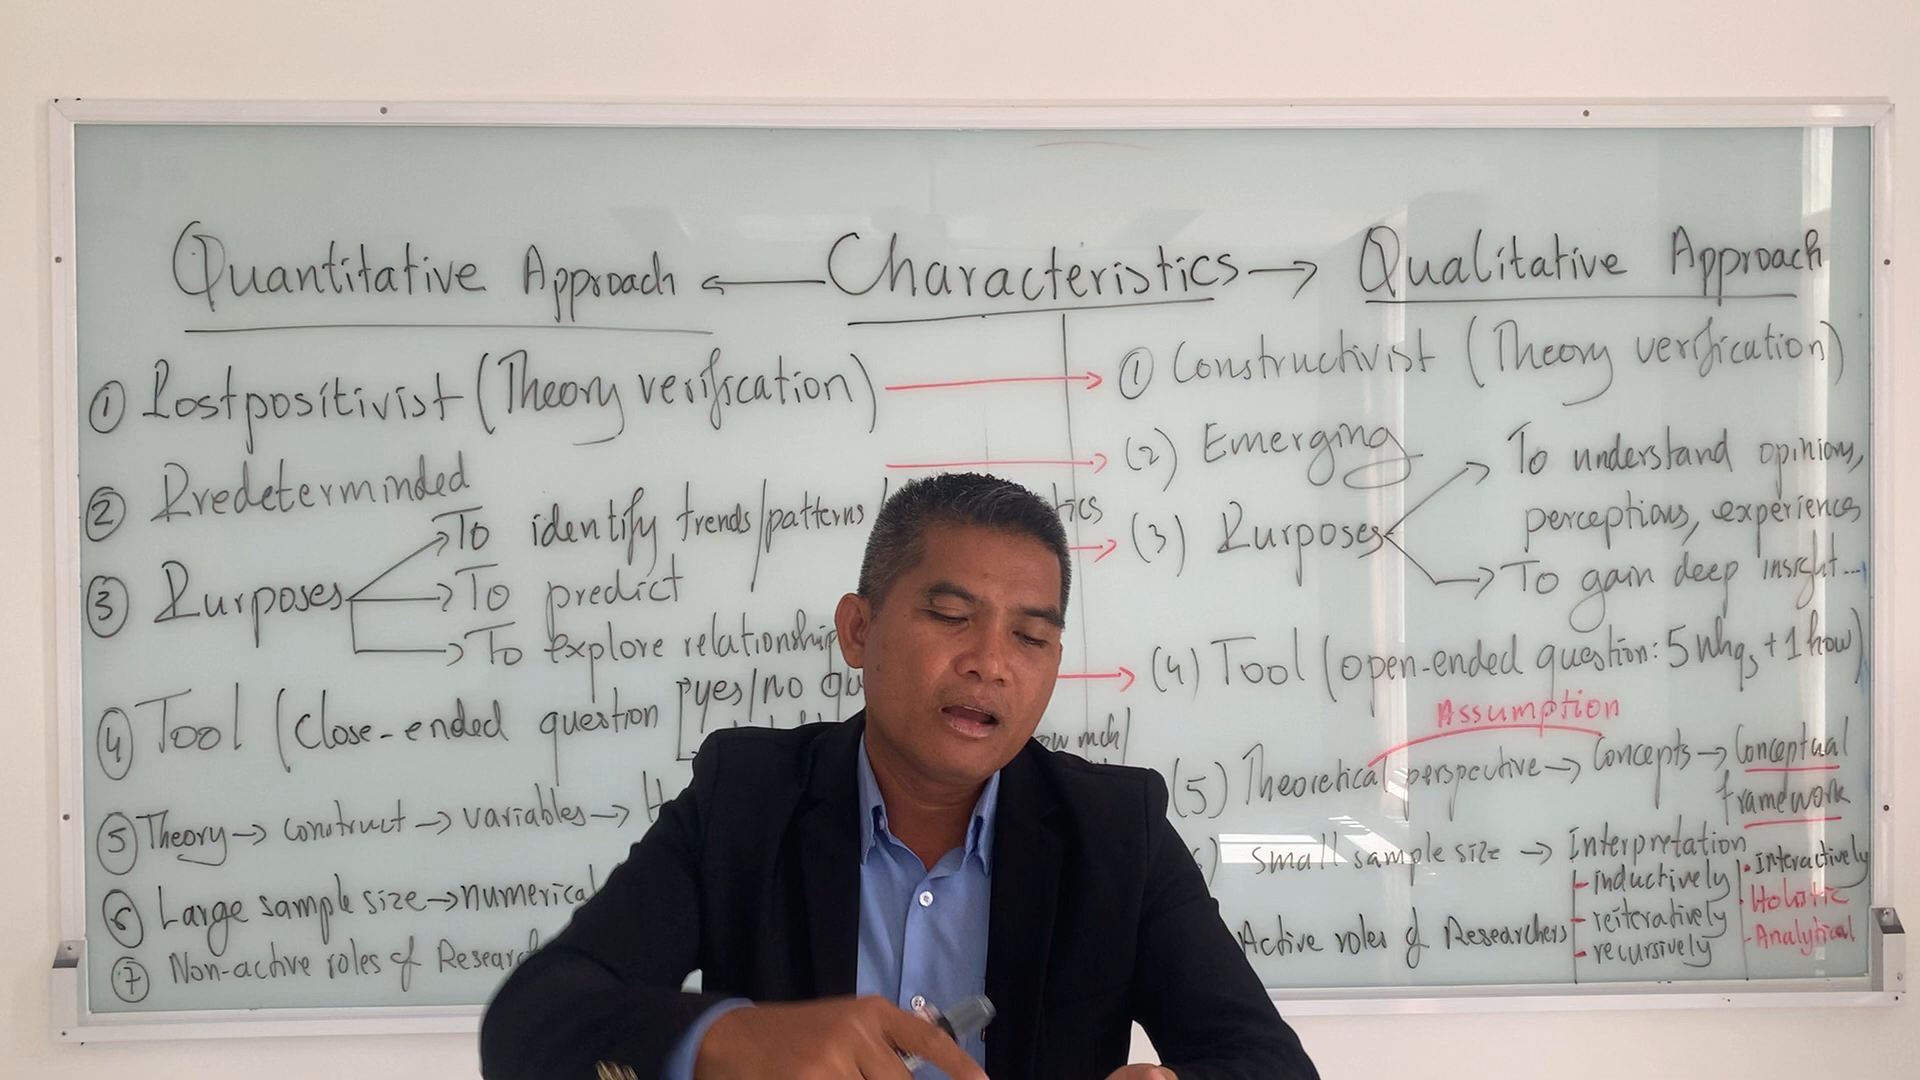 Quantitative Approach ← Characteristics → Qualitative Approach
① Postpositivist (Theory verification)
② Predeterminded
③ Purposes → To identify trends/patterns/
→ To predict
→ To explore relationship
④ Tool (Close-ended question [yes/no
⑤ Theory → construct → variables →
⑥ Large sample size → numerical
⑦ Non-active roles of
① Constructivist (Theory verification)
(2) Emerging
(3) Purposes → To understand opinions,
perceptions, experiences
→ To gain deep insight...
(4) Tool (open-ended question: 5 Whqs + 1 how)
Assumption
(5) Theoretical perspective → Concepts → Conceptual
framework
small sample size → Interpretation
- inductively
- reiteratively
- recursively
• Interactively
· Holistic
- Analytical
Active roles of Researchers